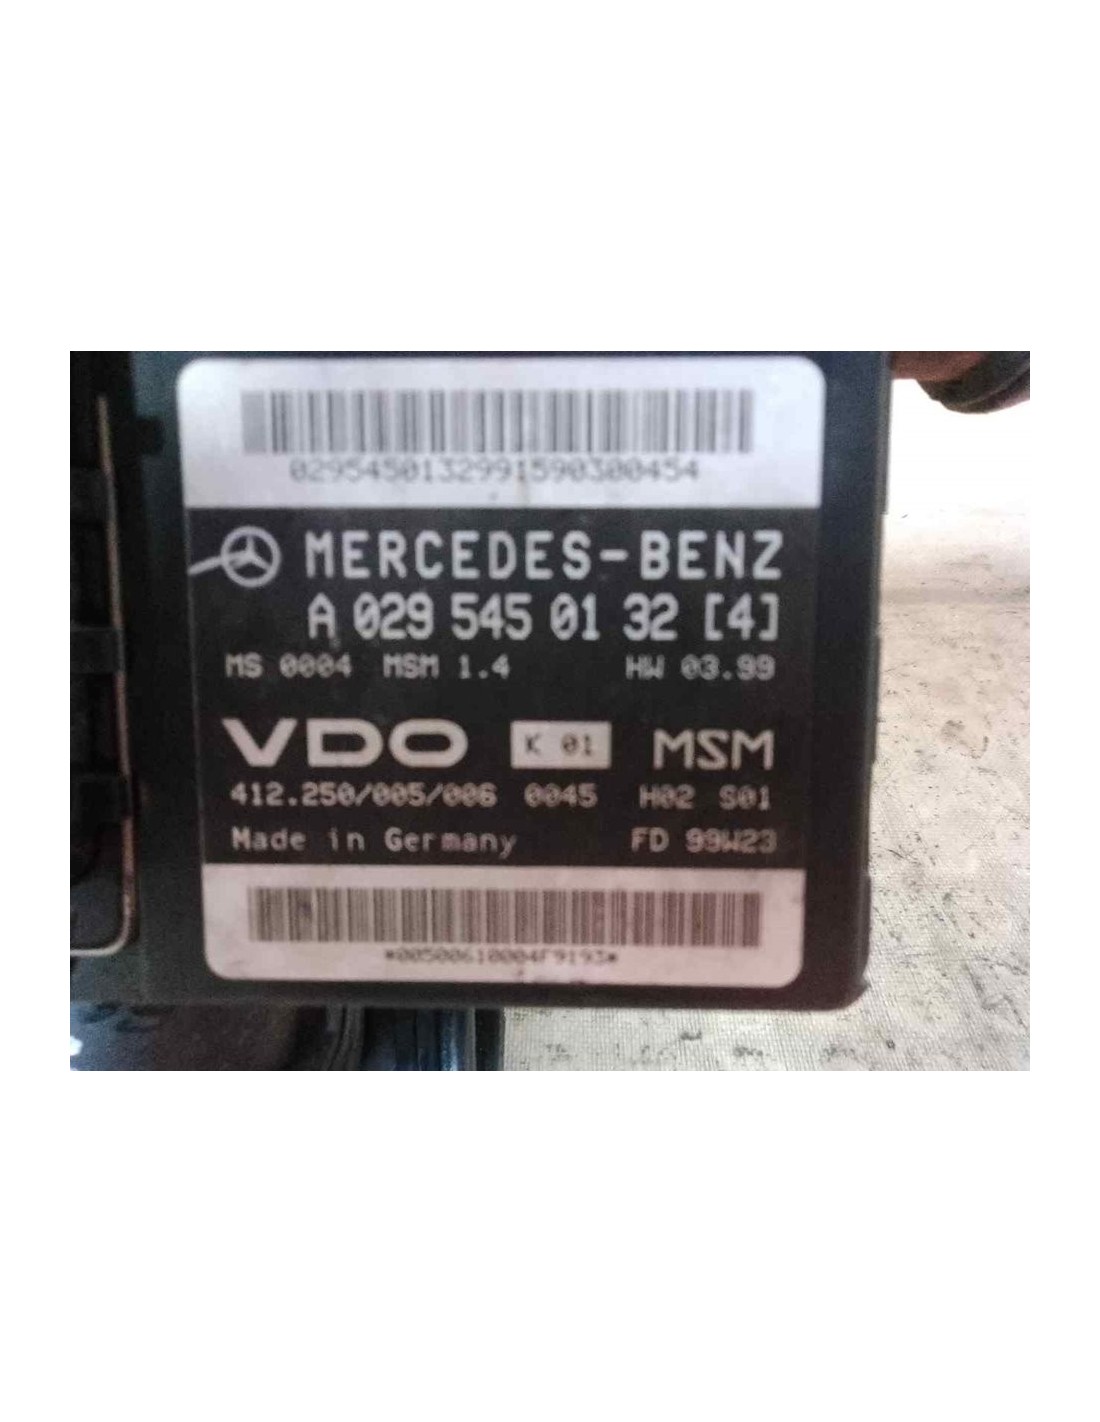 0295450132991590300454
MERCEDES-BENZ
A 029 545 01 32 [4]
MS 0004 MSM 1.4 HW 03.99
VDO K 01 MSM
412.250/005/006 0045 H02 S01
Made in Germany FD 99W23
*00500610004F9193*